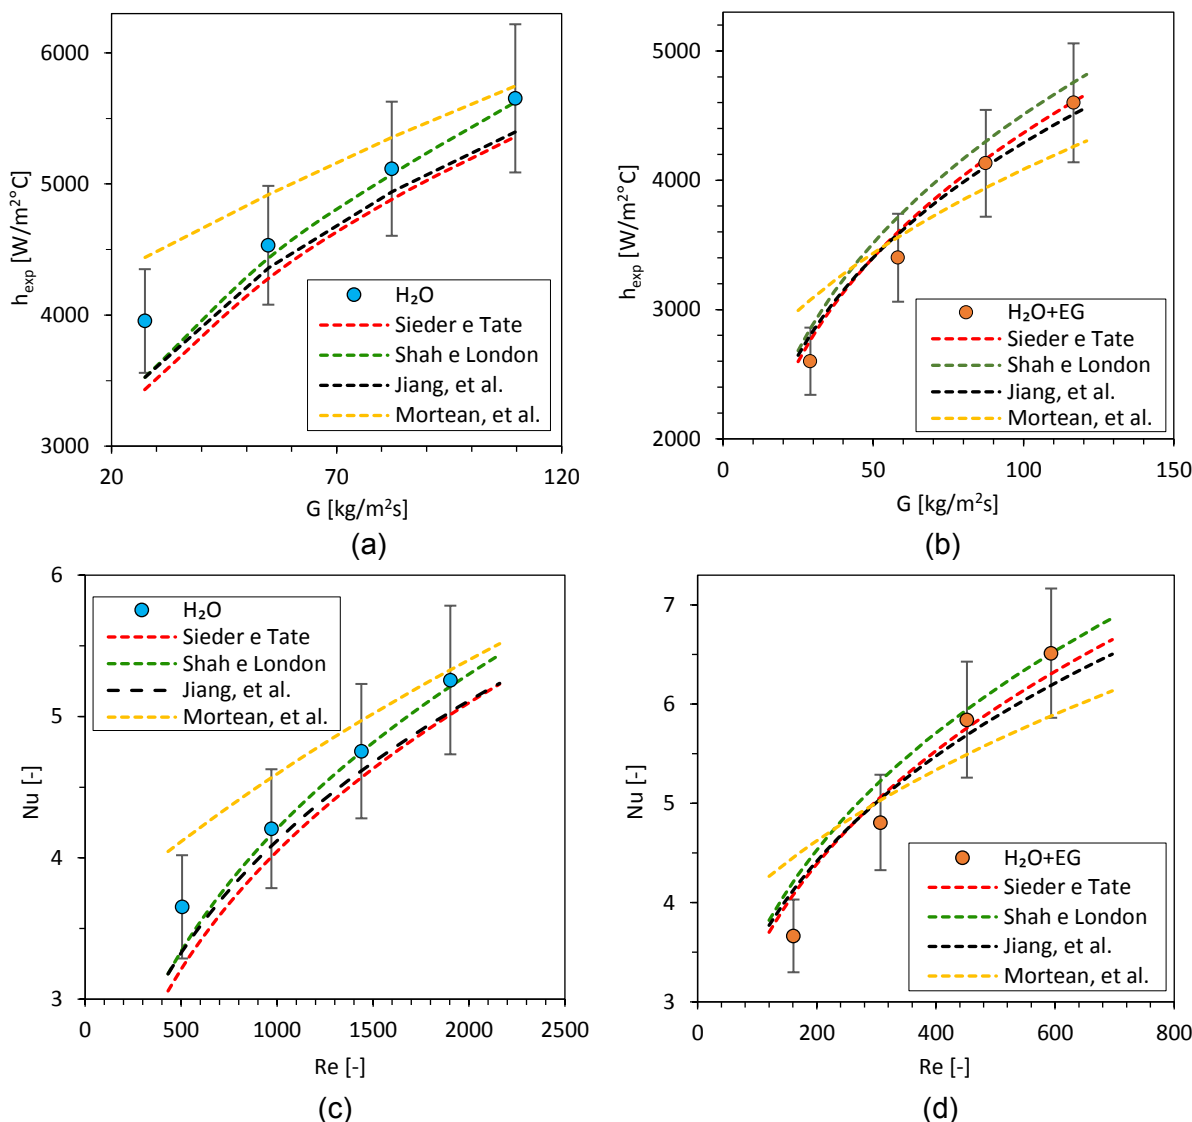 6000
5000
4000
3000
h_exp [W/m²°C]
H₂O
Sieder e Tate
Shah e London
Jiang, et al.
Mortean, et al.
20
70
120
G [kg/m²s]
(a)
5000
4000
3000
2000
h_exp [W/m²°C]
H₂O+EG
Sieder e Tate
Shah e London
Jiang, et al.
Mortean, et al.
0
50
100
150
G [kg/m²s]
(b)
6
5
4
3
Nu [-]
H₂O
Sieder e Tate
Shah e London
Jiang, et al.
Mortean, et al.
0
500
1000
1500
2000
2500
Re [-]
(c)
7
6
5
4
3
Nu [-]
H₂O+EG
Sieder e Tate
Shah e London
Jiang, et al.
Mortean, et al.
0
200
400
600
800
Re [-]
(d)